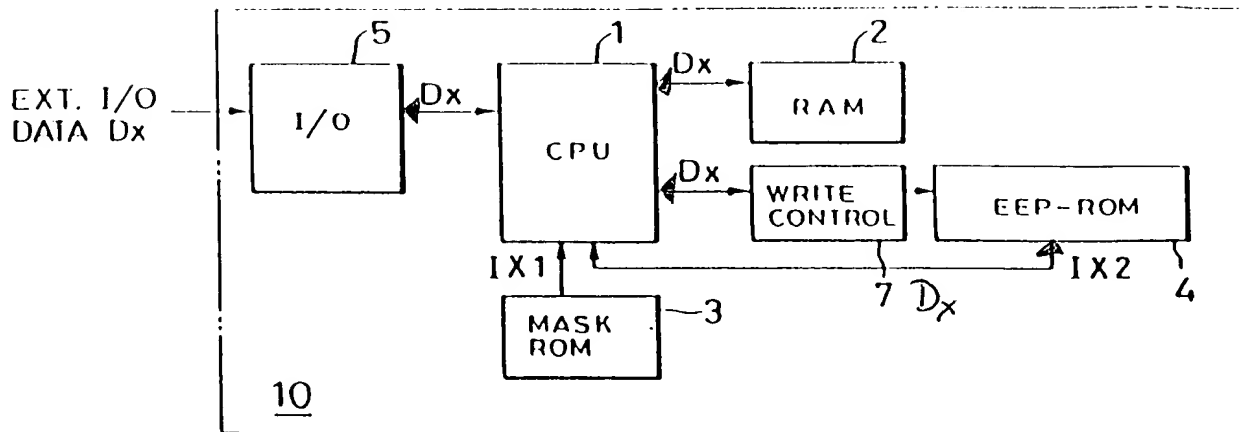 5
1
2
EXT. I/O
DATA Dx
I/O
Dx
CPU
Dx
RAM
Dx
WRITE
CONTROL
EEP-ROM
IX1
IX2
7
Dx
4
MASK
ROM
3
10